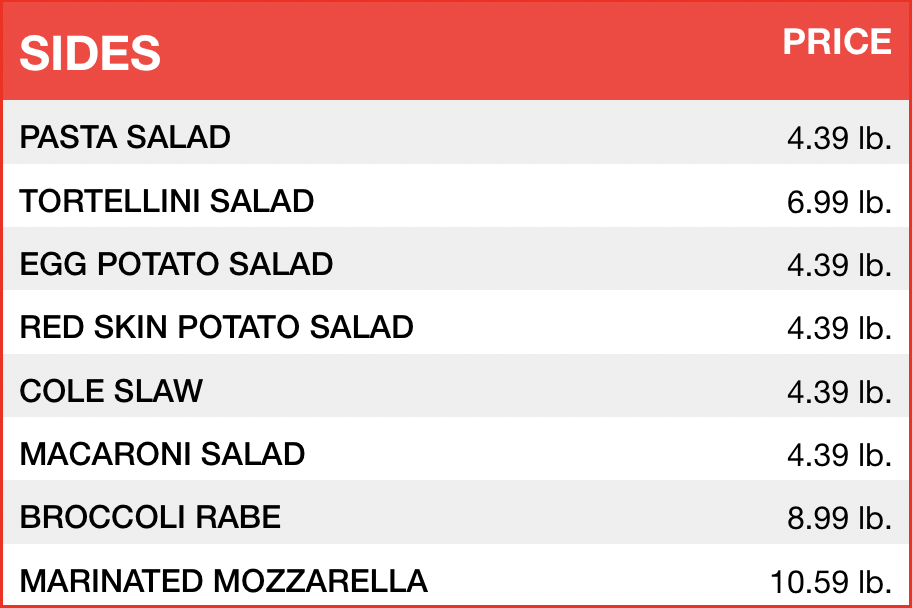 SIDES PRICE
PASTA SALAD 4.39 lb.
TORTELLINI SALAD 6.99 lb.
EGG POTATO SALAD 4.39 lb.
RED SKIN POTATO SALAD 4.39 lb.
COLE SLAW 4.39 lb.
MACARONI SALAD 4.39 lb.
BROCCOLI RABE 8.99 lb.
MARINATED MOZZARELLA 10.59 lb.